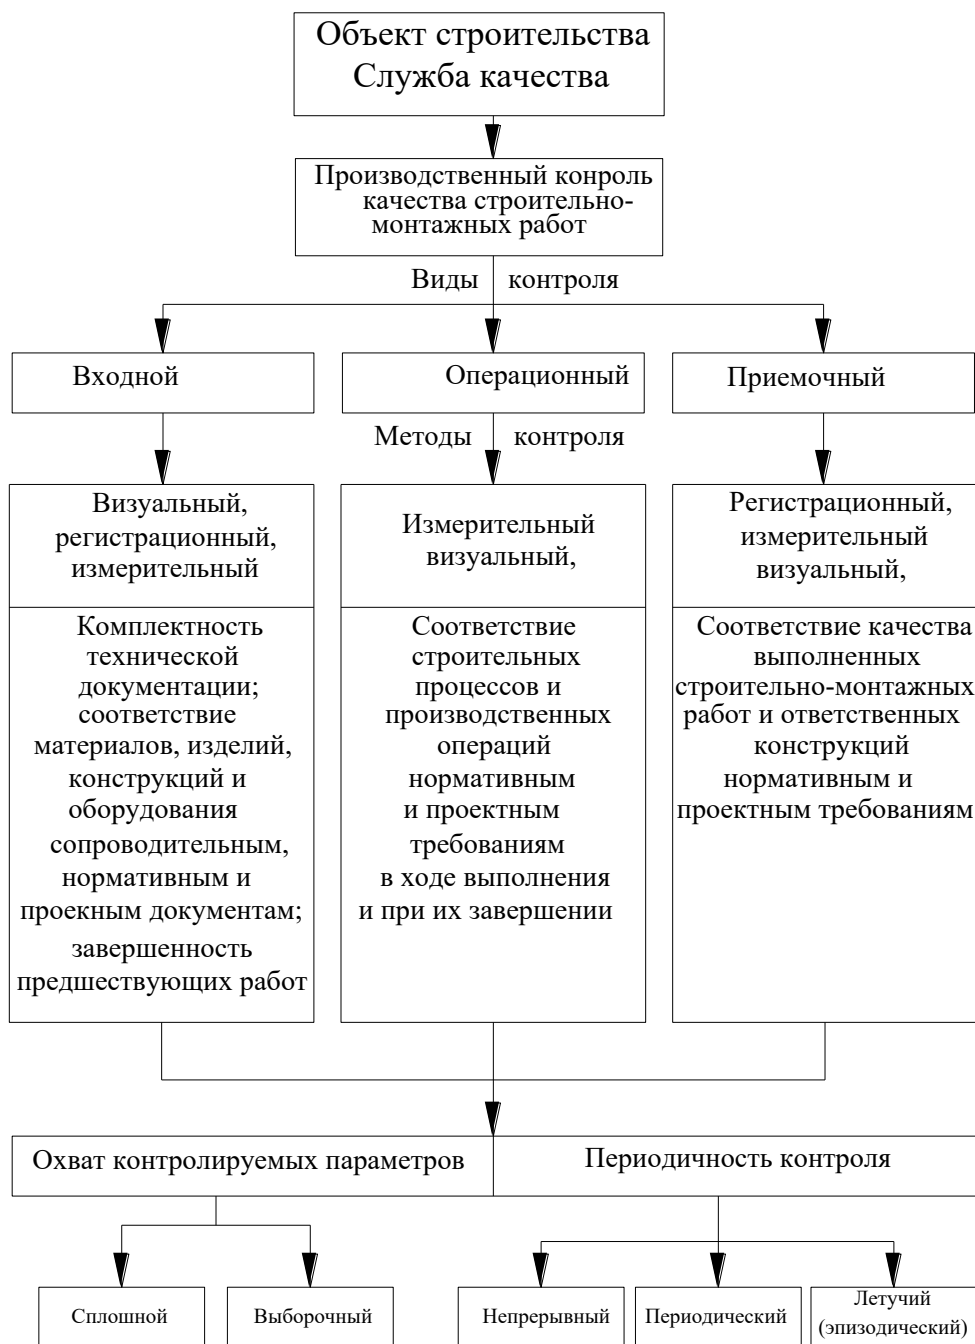 Объект строительства
Служба качества
Производственный конроль
качества строительно-
монтажных работ
Виды контроля
Входной
Операционный
Приемочный
Методы контроля
Визуальный,
регистрационный,
измерительный
Комплектность
технической
документации;
соответствие
материалов, изделий,
конструкций и
оборудования
сопроводительным,
нормативным и
проекным документам;
завершенность
предшествующих работ
Измерительный
визуальный,
Соответствие
строительных
процессов и
производственных
операций
нормативным
и проектным
требованиям
в ходе выполнения
и при их завершении
Регистрационный,
измерительный
визуальный,
Соответствие качества
выполненных
строительно-монтажных
работ и ответственных
конструкций
нормативным и
проектным требованиям
Охват контролируемых параметров
Периодичность контроля
Сплошной
Выборочный
Непрерывный
Периодический
Летучий
(эпизодический)